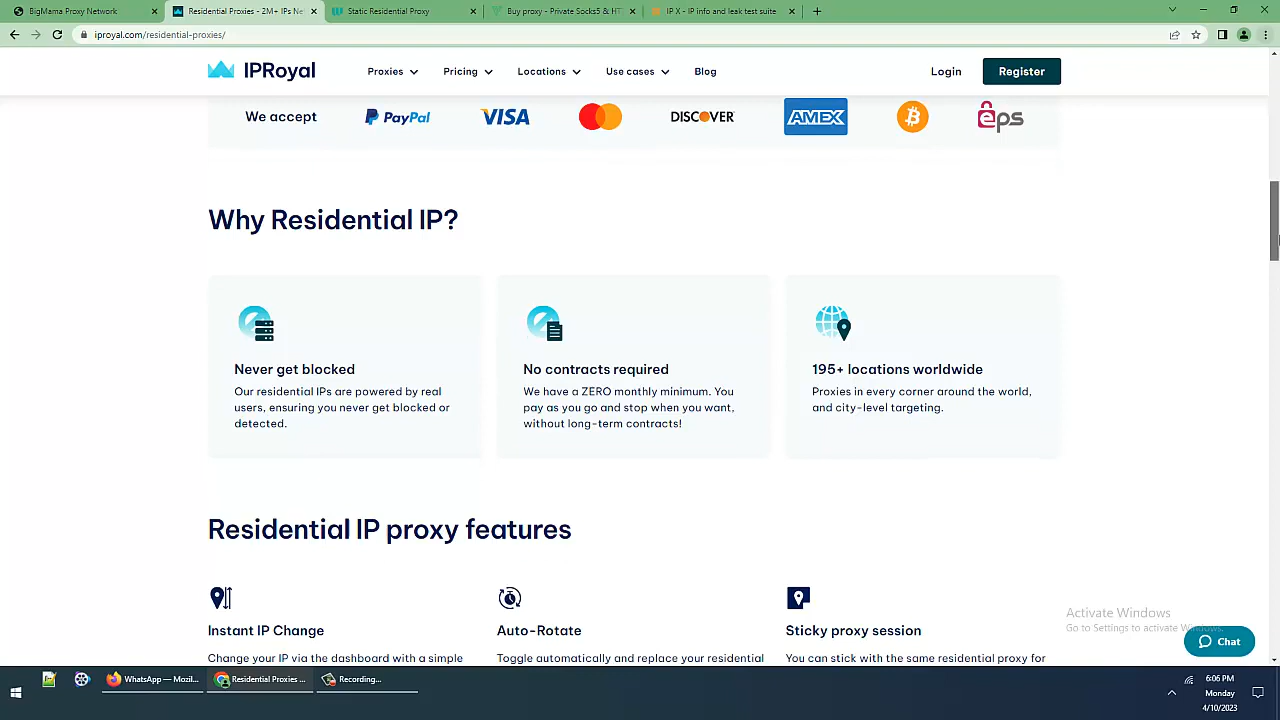 BigMama Proxy Network
Residential Proxies - 2M+ IPs Net
Static Residential Proxy
Buy proxy - Private Socks5 & HT
IP X - IP info and leak test suite
iproyal.com/residential-proxies/
IPRoyal
Proxies
Pricing
Locations
Use cases
Blog
Login
Register
We accept
PayPal
VISA
DISCOVER
AMEX
eps
Why Residential IP?
Never get blocked
Our residential IPs are powered by real
users, ensuring you never get blocked or
detected.
No contracts required
We have a ZERO monthly minimum. You
pay as you go and stop when you want,
without long-term contracts!
195+ locations worldwide
Proxies in every corner around the world,
and city-level targeting.
Residential IP proxy features
Instant IP Change
Change your IP via the dashboard with a simple
Auto-Rotate
Toggle automatically and replace your residential
Sticky proxy session
You can stick with the same residential proxy for
Activate Windows
Go to Settings to activate Windows.
Chat
WhatsApp — Mozil...
Residential Proxies ...
Recording...
6:06 PM
Monday
4/10/2023